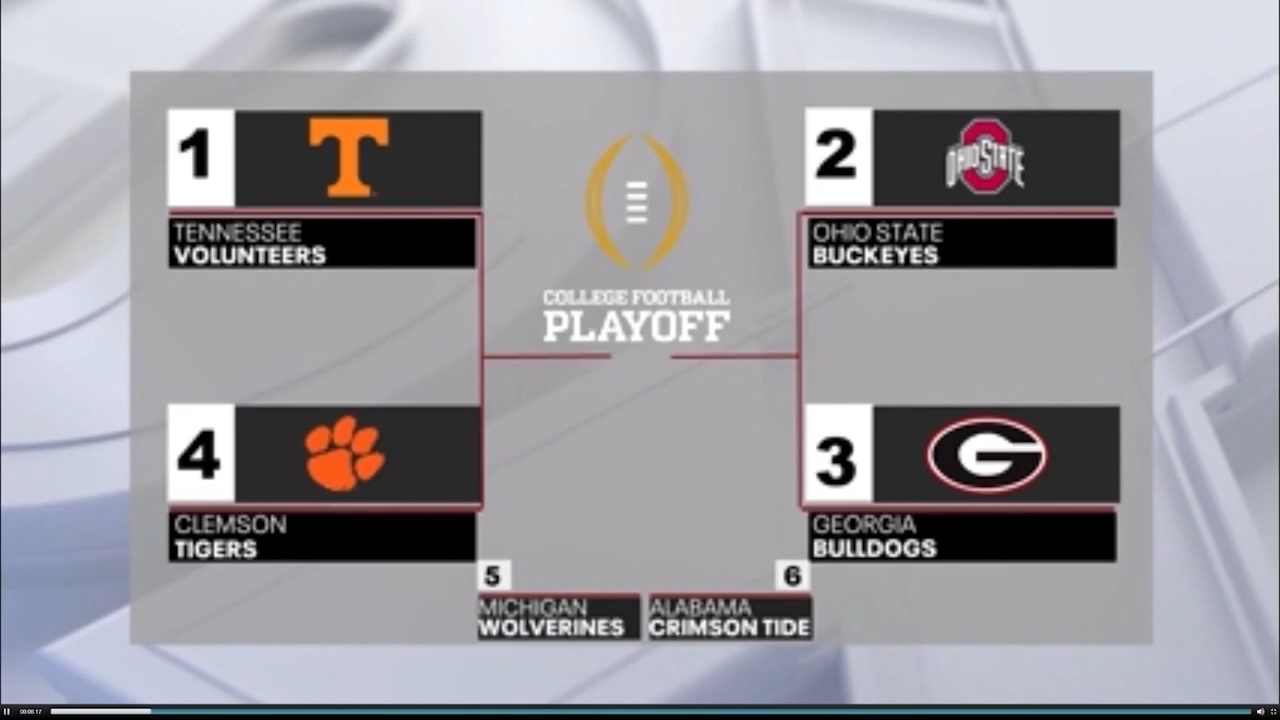 1
T
TENNESSEE
VOLUNTEERS
2
OHIO STATE
OHIO STATE
BUCKEYES
COLLEGE FOOTBALL
PLAYOFF
4
CLEMSON
TIGERS
3
G
GEORGIA
BULLDOGS
5
MICHIGAN
WOLVERINES
6
ALABAMA
CRIMSON TIDE